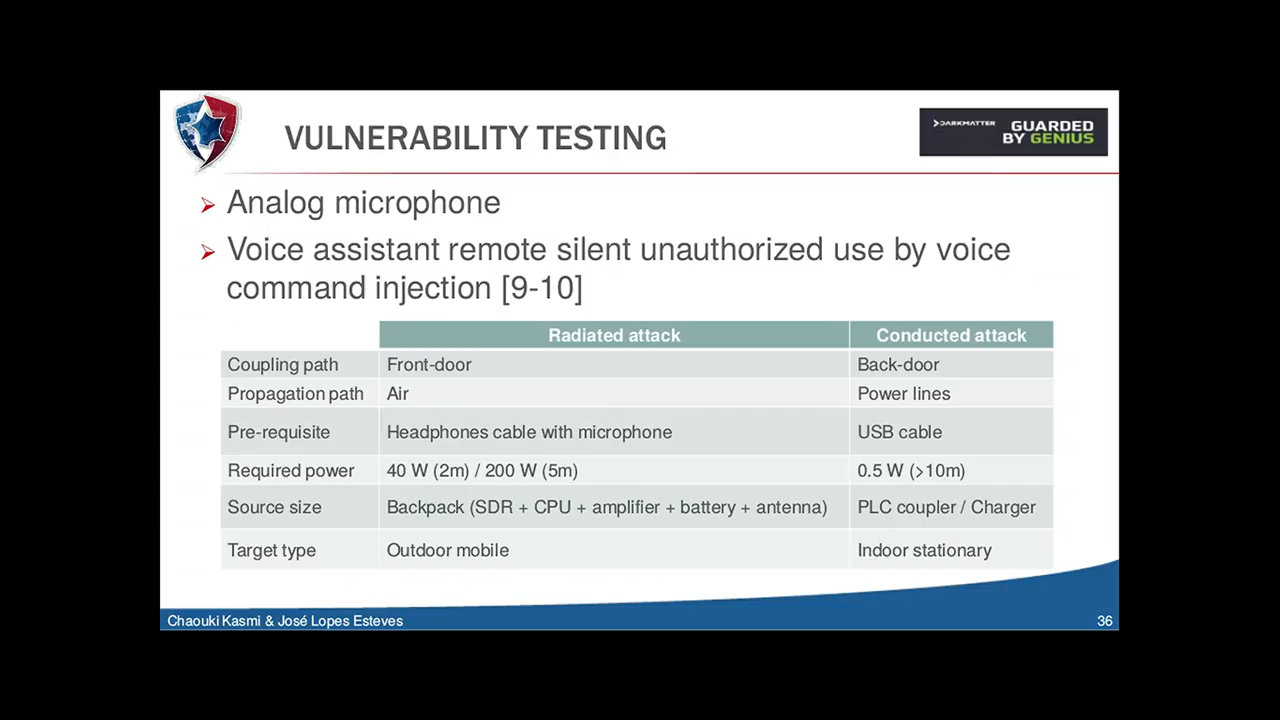 VULNERABILITY TESTING
DARKMATTER
GUARDED
BY GENIUS
Analog microphone
Voice assistant remote silent unauthorized use by voice
command injection [9-10]
Radiated attack Conducted attack
Coupling path Front-door Back-door
Propagation path Air Power lines
Pre-requisite Headphones cable with microphone USB cable
Required power 40 W (2m) / 200 W (5m) 0.5 W (>10m)
Source size Backpack (SDR + CPU + amplifier + battery + antenna) PLC coupler / Charger
Target type Outdoor mobile Indoor stationary
Chaouki Kasmi & José Lopes Esteves 36